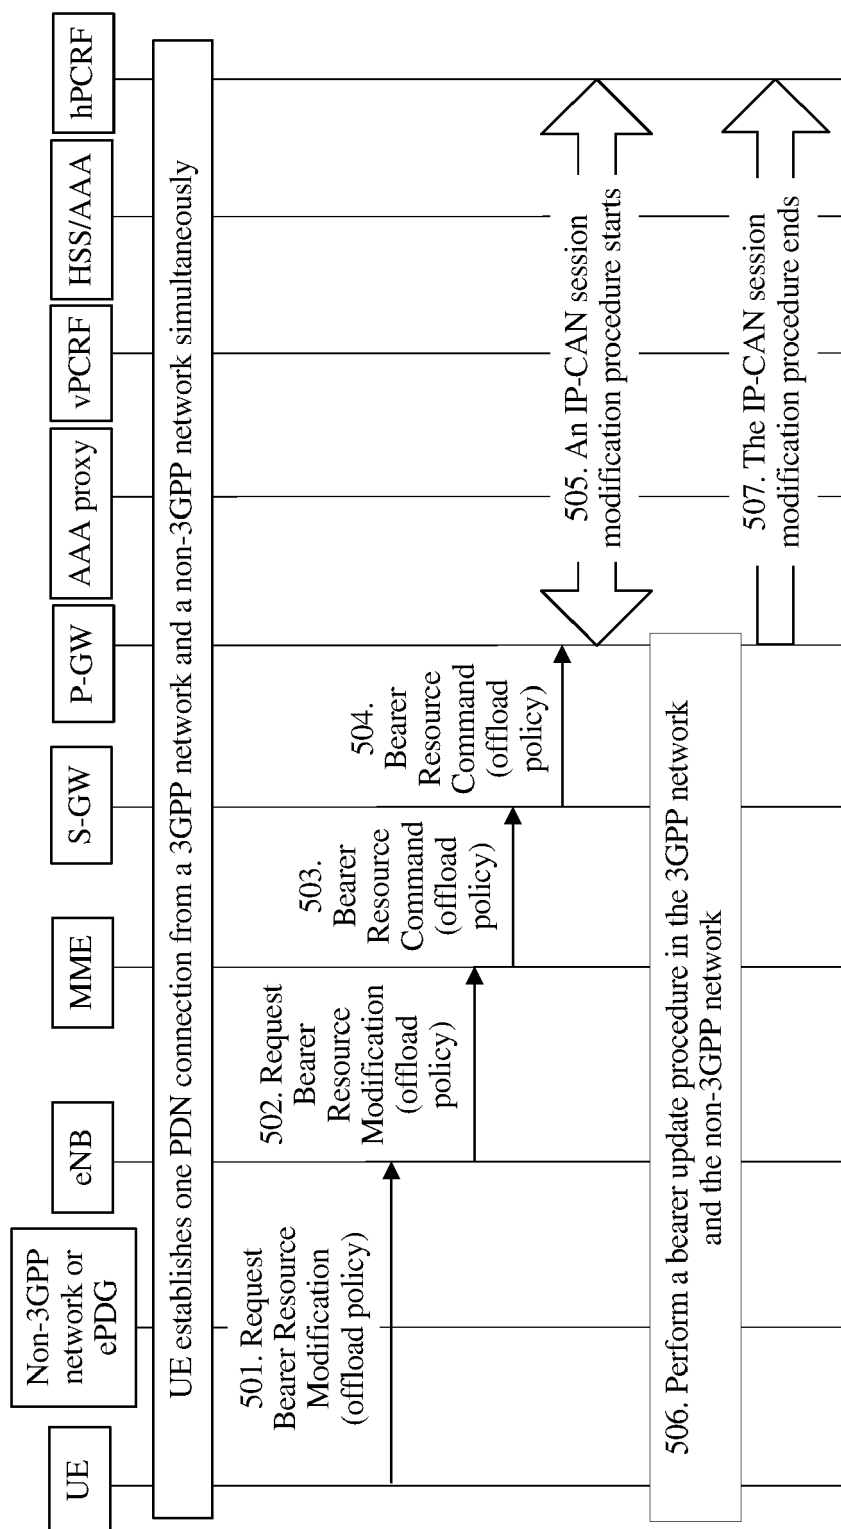 UE
Non-3GPP
network or
ePDG
eNB
MME
S-GW
P-GW
AAA proxy
vPCRF
HSS/AAA
hPCRF
UE establishes one PDN connection from a 3GPP network and a non-3GPP network simultaneously
501. Request
Bearer Resource
Modification
(offload policy)
502. Request
Bearer
Resource
Modification
(offload
policy)
503.
Bearer
Resource
Command
(offload
policy)
504.
Bearer
Resource
Command
(offload
policy)
505. An IP-CAN session
modification procedure starts
506. Perform a bearer update procedure in the 3GPP network
and the non-3GPP network
507. The IP-CAN session
modification procedure ends